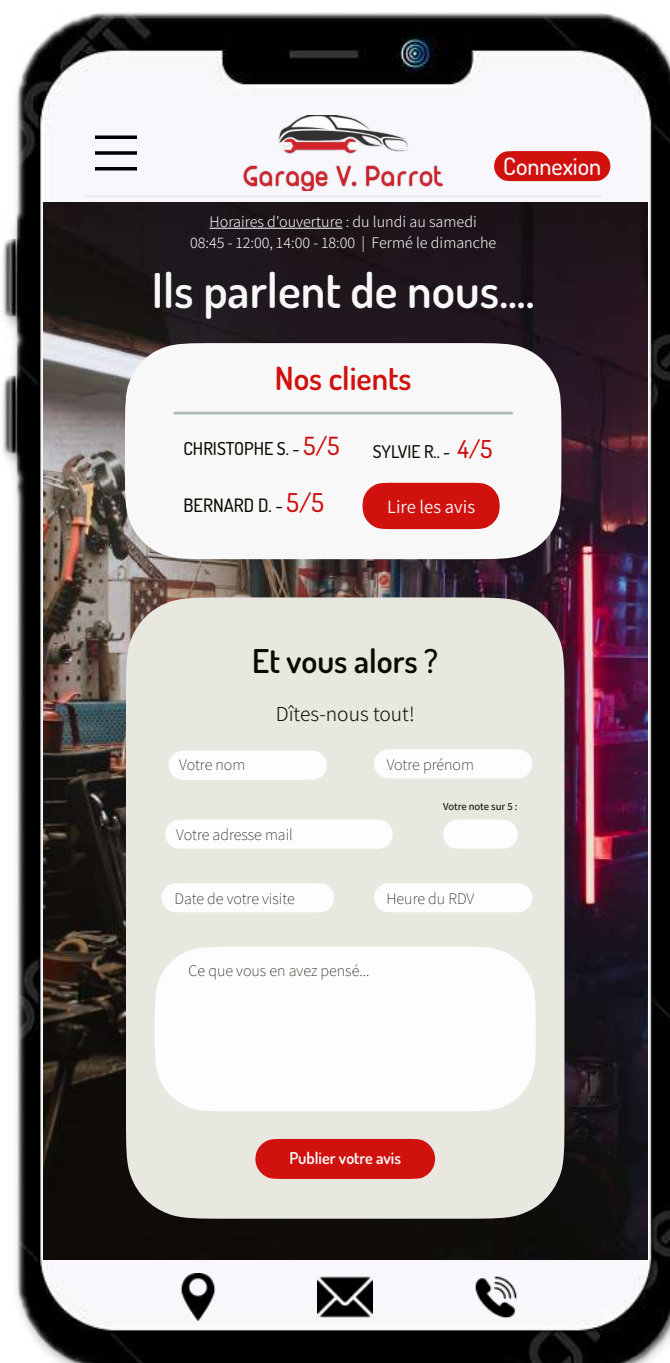 Garage V. Parrot
Connexion
Horaires d'ouverture : du lundi au samedi
08:45 - 12:00, 14:00 - 18:00 | Fermé le dimanche
Ils parlent de nous....
Nos clients
CHRISTOPHE S. - 5/5
SYLVIE R.. - 4/5
BERNARD D. - 5/5
Lire les avis
Et vous alors ?
Dîtes-nous tout!
Votre nom
Votre prénom
Votre note sur 5 :
Votre adresse mail
Date de votre visite
Heure du RDV
Ce que vous en avez pensé...
Publier votre avis